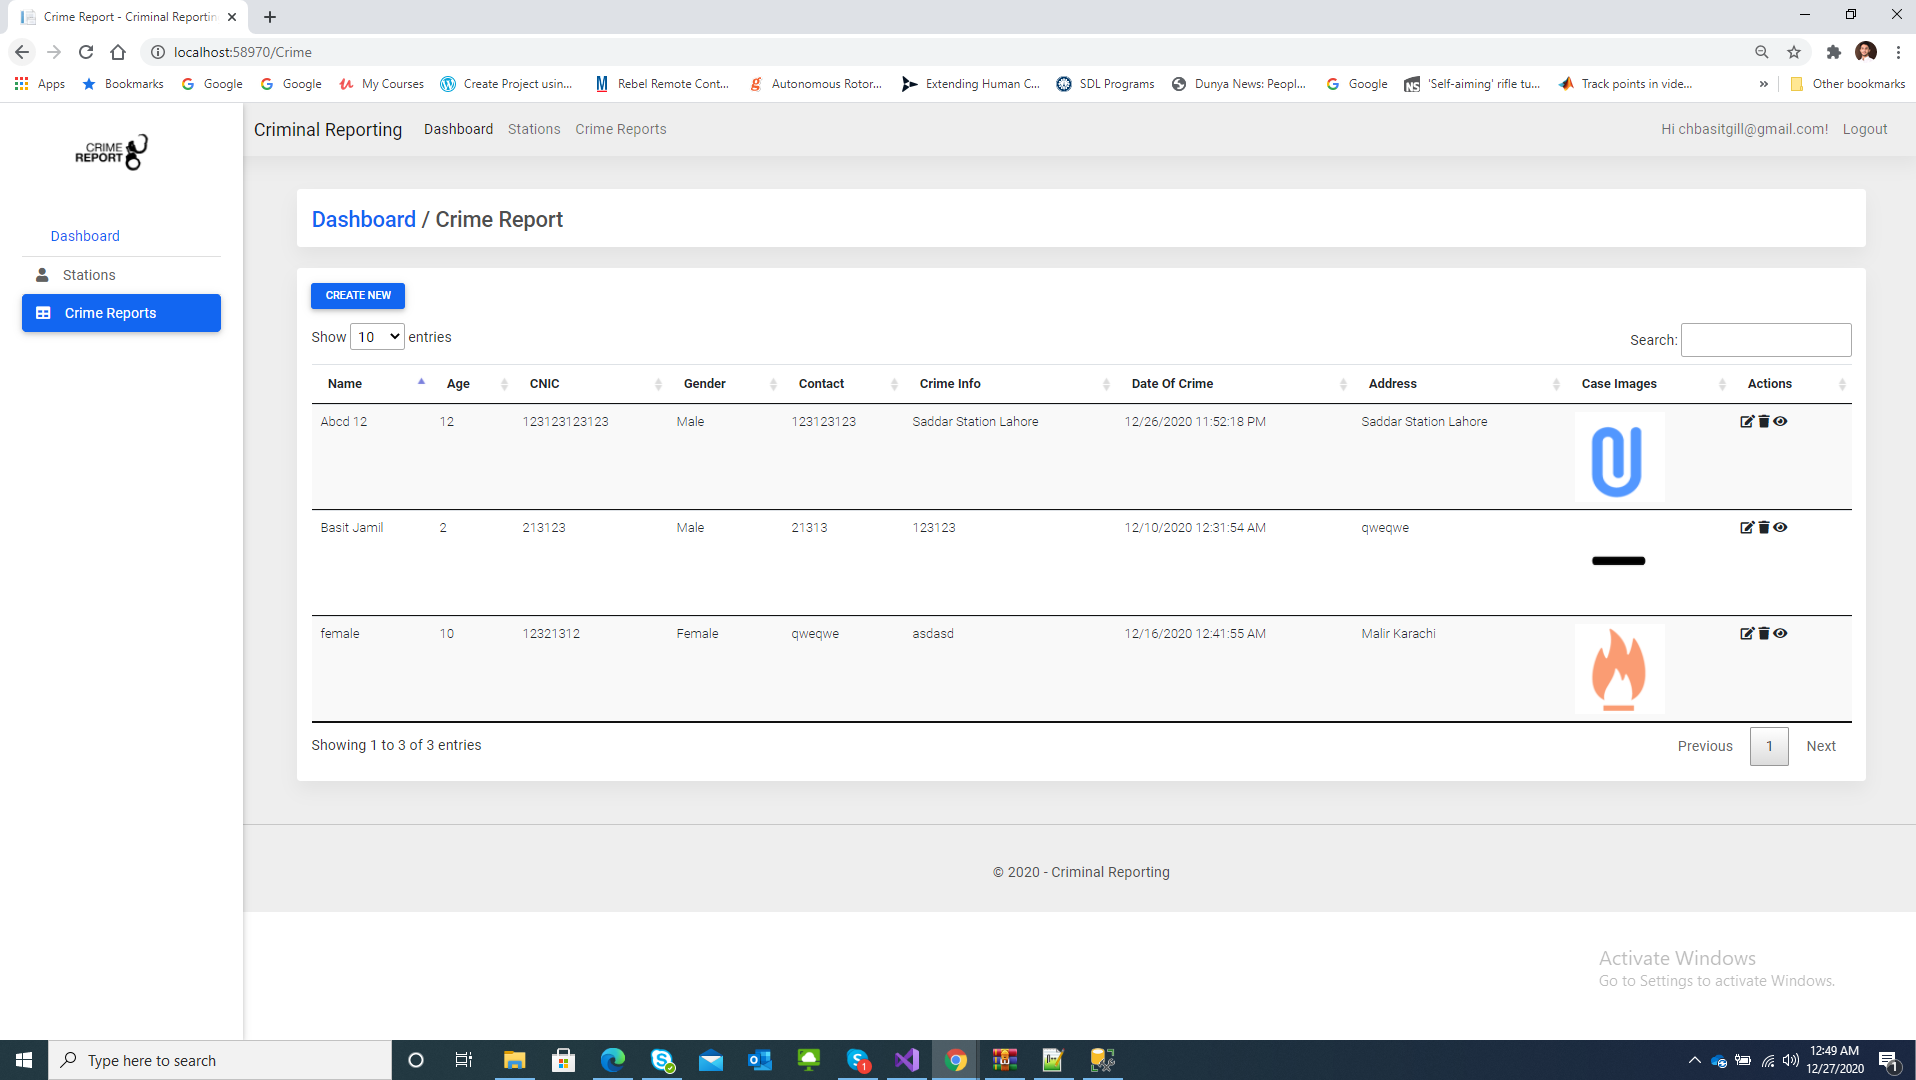 Crime Report - Criminal Reportin
localhost:58970/Crime
Apps Bookmarks Google Google My Courses Create Project usin... Rebel Remote Cont... Autonomous Rotor... Extending Human C... SDL Programs Dunya News: Peopl... Google 'Self-aiming' rifle tu... Track points in vide... » Other bookmarks
CRIME
REPORT
Criminal Reporting Dashboard Stations Crime Reports Hi chbasitgill@gmail.com! Logout
Dashboard
Stations
Crime Reports
Dashboard / Crime Report
CREATE NEW
Show 10 entries Search:
Name Age CNIC Gender Contact Crime Info Date Of Crime Address Case Images Actions
Abcd 12 12 123123123123 Male 123123123 Saddar Station Lahore 12/26/2020 11:52:18 PM Saddar Station Lahore
Basit Jamil 2 213123 Male 21313 123123 12/10/2020 12:31:54 AM qweqwe
female 10 12321312 Female qweqwe asdasd 12/16/2020 12:41:55 AM Malir Karachi
Showing 1 to 3 of 3 entries Previous 1 Next
© 2020 - Criminal Reporting
Activate Windows
Go to Settings to activate Windows.
Type here to search
1
12:49 AM
12/27/2020
1